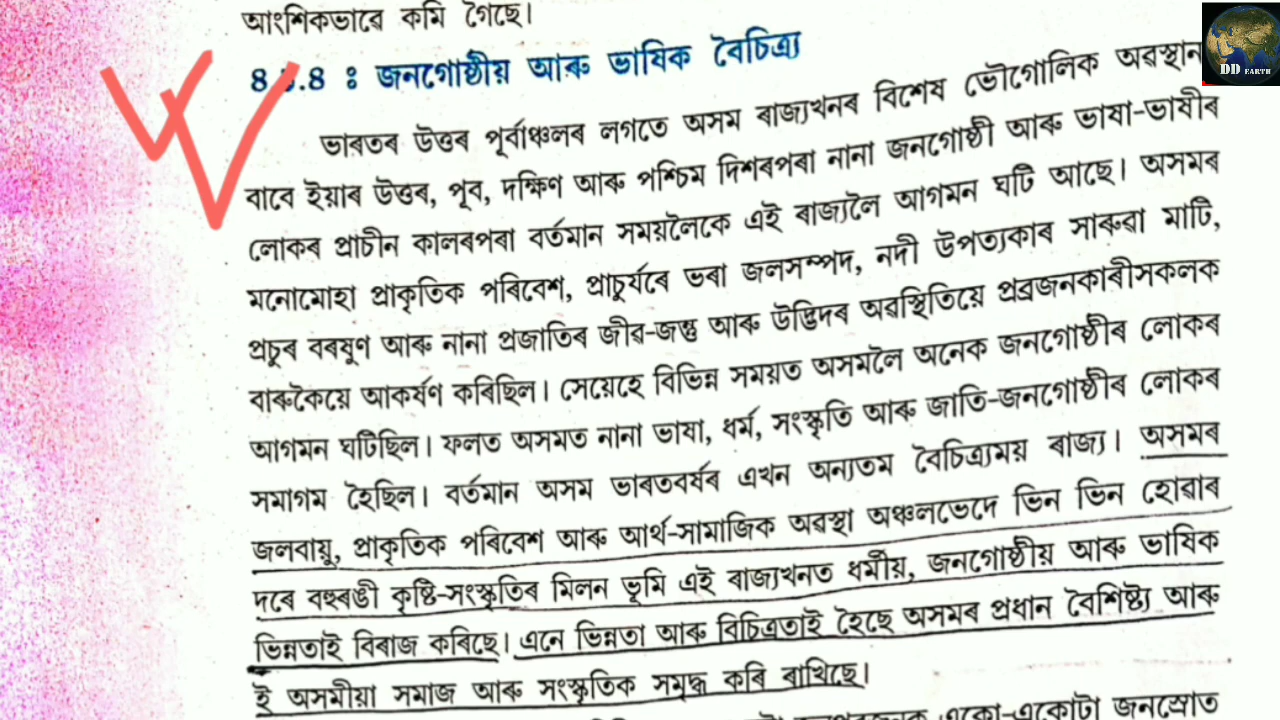 আংশিকভাৱে কমি গৈছে।
৪.৪ : জনগোষ্ঠীয় আৰু ভাষিক বৈচিত্ৰ্য
ভাৰতৰ উত্তৰ পূৰ্বাঞ্চলৰ লগতে অসম ৰাজ্যখনৰ বিশেষ ভৌগোলিক অৱস্থানৰ
বাবে ইয়াৰ উত্তৰ, পূব, দক্ষিণ আৰু পশ্চিম দিশৰপৰা নানা জনগোষ্ঠী আৰু ভাষা-ভাষীৰ
লোকৰ প্ৰাচীন কালৰপৰা বৰ্তমান সময়লৈকে এই ৰাজ্যলৈ আগমন ঘটি আছে। অসমৰ
মনোমোহা প্ৰাকৃতিক পৰিবেশ, প্ৰাচুৰ্যৰে ভৰা জলসম্পদ, নদী উপত্যকাৰ সাৰুৱা মাটি,
প্ৰচুৰ বৰষুণ আৰু নানা প্ৰজাতিৰ জীৱ-জন্তু আৰু উদ্ভিদৰ অৱস্থিতিয়ে প্ৰব্ৰজনকাৰীসকলক
বাৰুকৈয়ে আকৰ্ষণ কৰিছিল। সেয়েহে বিভিন্ন সময়ত অসমলৈ অনেক জনগোষ্ঠীৰ লোকৰ
আগমন ঘটিছিল। ফলত অসমত নানা ভাষা, ধৰ্ম, সংস্কৃতি আৰু জাতি-জনগোষ্ঠীৰ লোকৰ
সমাগম হৈছিল। বৰ্তমান অসম ভাৰতবৰ্ষৰ এখন অন্যতম বৈচিত্ৰ্যময় ৰাজ্য। অসমৰ
জলবায়ু, প্ৰাকৃতিক পৰিবেশ আৰু আৰ্থ-সামাজিক অৱস্থা অঞ্চলভেদে ভিন ভিন হোৱাৰ
দৰে বহুৰঙী কৃষ্টি-সংস্কৃতিৰ মিলন ভূমি এই ৰাজ্যখনত ধৰ্মীয়, জনগোষ্ঠীয় আৰু ভাষিক
ভিন্নতাই বিৰাজ কৰিছে। এনে ভিন্নতা আৰু বিচিত্ৰতাই হৈছে অসমৰ প্ৰধান বৈশিষ্ট্য আৰু
ই অসমীয়া সমাজ আৰু সংস্কৃতিক সমৃদ্ধ কৰি ৰাখিছে।
একো-একোটা জনস্ৰোত
DD EARTH